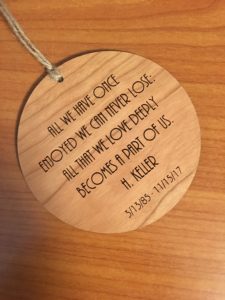 ALL WE HAVE ONCE
ENJOYED WE CAN NEVER LOSE.
ALL THAT WE LOVE DEEPLY
BECOMES A PART OF US.
H. KELLER
3/13/85 - 11/15/17